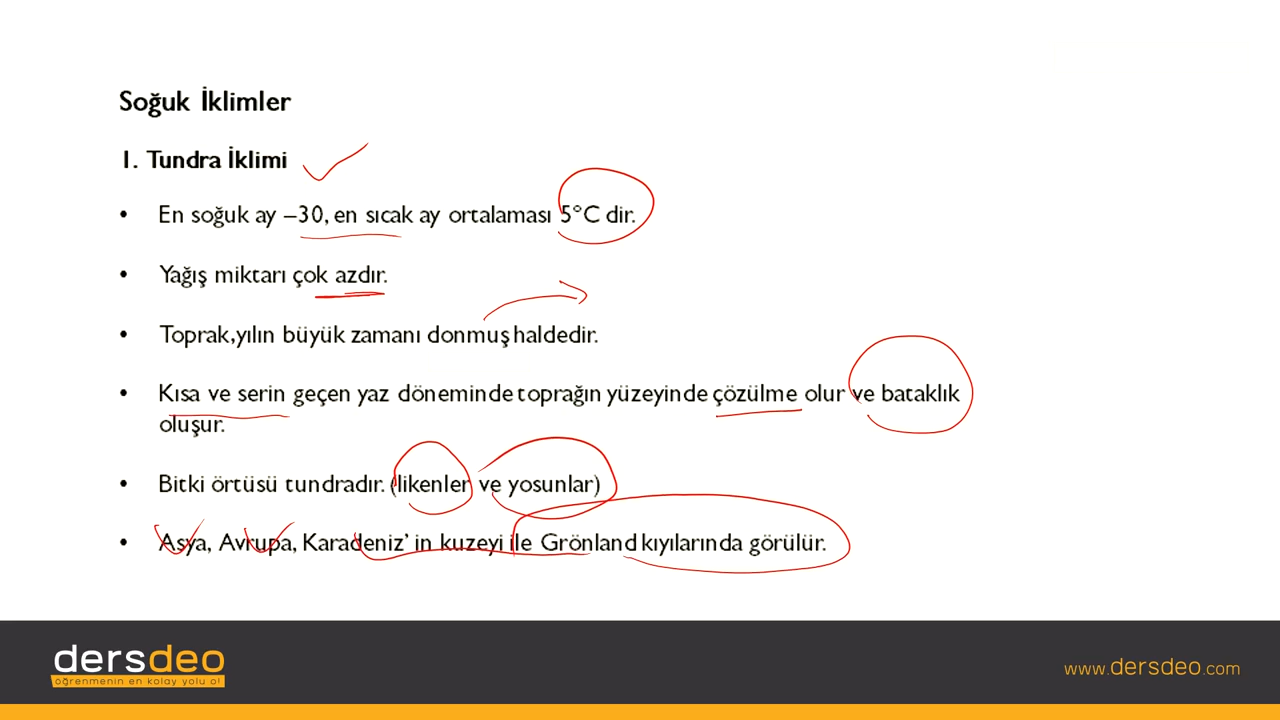 Soğuk İklimler
1. Tundra İklimi
• En soğuk ay –30, en sıcak ay ortalaması 5°C dir.
• Yağış miktarı çok azdır.
• Toprak,yılın büyük zamanı donmuş haldedir.
• Kısa ve serin geçen yaz döneminde toprağın yüzeyinde çözülme olur ve bataklık
oluşur.
• Bitki örtüsü tundradır. (likenler ve yosunlar)
• Asya, Avrupa, Karadeniz’ in kuzeyi ile Grönland kıyılarında görülür.
dersdeo
öğrenmenin en kolay yolu o!
www.dersdeo.com